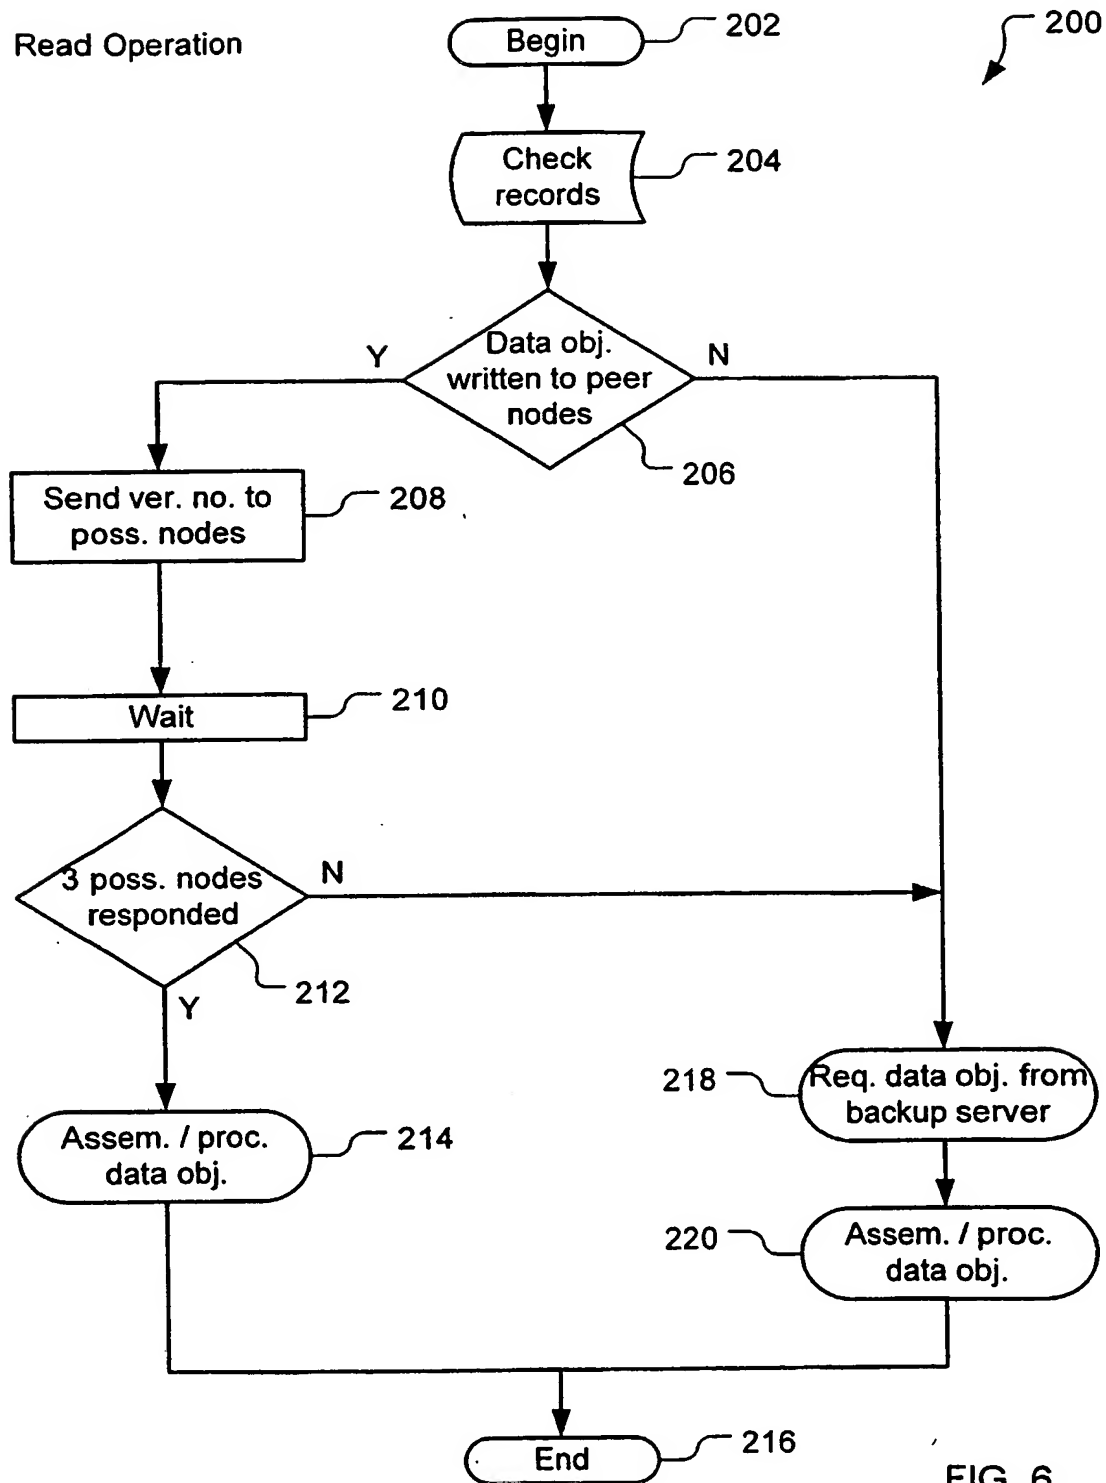 Read Operation
Begin
202
200
Check
records
204
Data obj.
written to peer
nodes
Y
N
206
Send ver. no. to
poss. nodes
208
Wait
210
3 poss. nodes
responded
N
212
Y
Assem. / proc.
data obj.
214
218
Req. data obj. from
backup server
220
Assem. / proc.
data obj.
End
216
FIG. 6